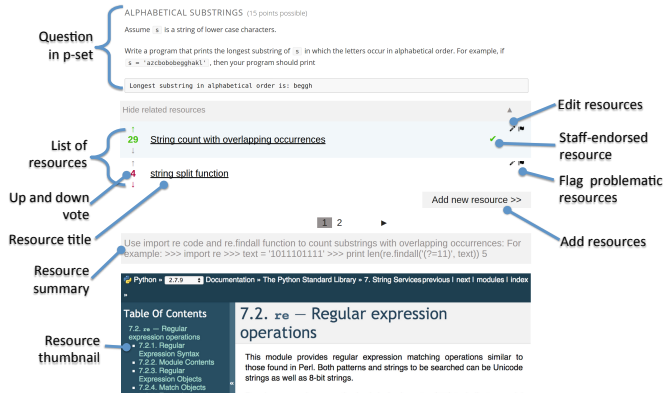 ALPHABETICAL SUBSTRINGS (15 points possible)
Question
in p-set
Assume s is a string of lower case characters.
Write a program that prints the longest substring of s in which the letters occur in alphabetical order. For example, if
s = 'azcbobobegghakl' , then your program should print
Longest substring in alphabetical order is: beggh
Hide related resources ▲
Edit resources
↑
29 String count with overlapping occurrences ✔
↓
Staff-endorsed
resource
List of
resources
↑
4 string split function
↓
Flag problematic
resources
Up and down
vote
Add new resource >>
1 2 ►
Resource title
Add resources
Use import re code and re.findall function to count substrings with overlapping occurrences: For
example: >>> import re >>> text = '1011101111' >>> print len(re.findall('(?=11)', text)) 5
Resource
summary
Python » 2.7.9 Documentation » The Python Standard Library » 7. String Services previous | next | modules | index
»
Table Of Contents
7.2. re — Regular
expression operations
7.2.1. Regular
Expression Syntax
7.2.2. Module Contents
7.2.3. Regular
Expression Objects
7.2.4. Match Objects
«
7.2. re — Regular expression
operations
This module provides regular expression matching operations similar to
those found in Perl. Both patterns and strings to be searched can be Unicode
strings as well as 8-bit strings.
Resource
thumbnail